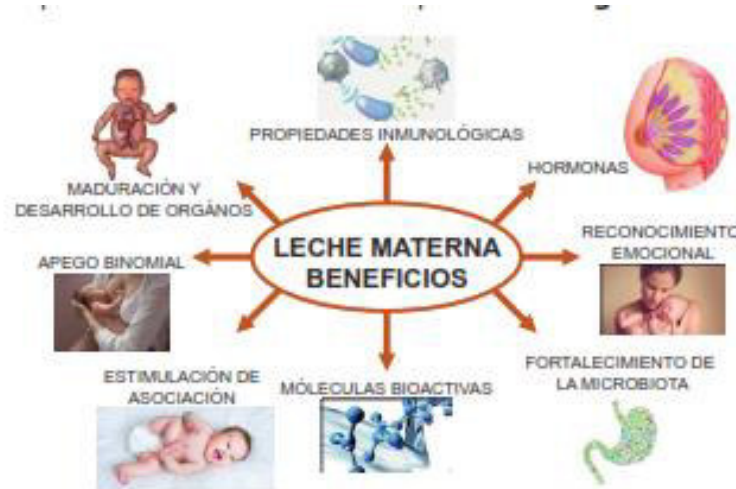 PROPIEDADES INMUNOLÓGICAS
HORMONAS
MADURACIÓN Y
DESARROLLO DE ORGÁNOS
LECHE MATERNA
BENEFICIOS
RECONOCIMIENTO
EMOCIONAL
APEGO BINOMIAL
ESTIMULACIÓN DE
ASOCIACIÓN
MÓLECULAS BIOACTIVAS
FORTALECIMIENTO DE
LA MICROBIOTA